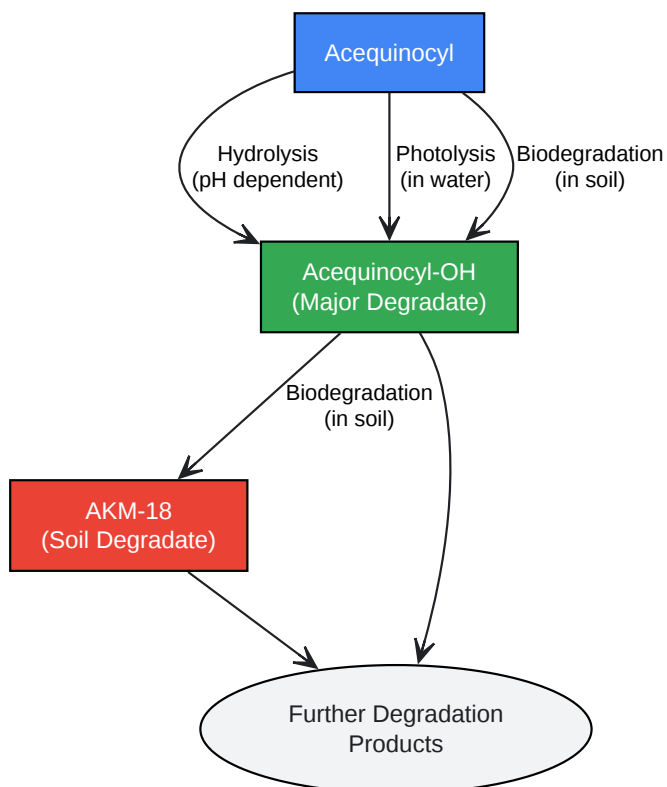 Acequinocyl
Hydrolysis
(pH dependent)
Photolysis
(in water)
Biodegradation
(in soil)
Acequinocyl-OH
(Major Degradate)
Biodegradation
(in soil)
AKM-18
(Soil Degradate)
Further Degradation
Products